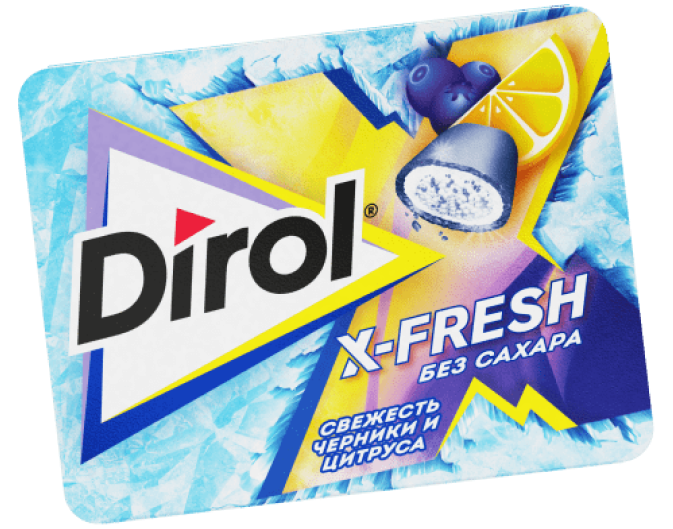 Dirol®
X-FRESH
БЕЗ САХАРА
СВЕЖЕСТЬ
ЧЕРНИКИ И
ЦИТРУСА